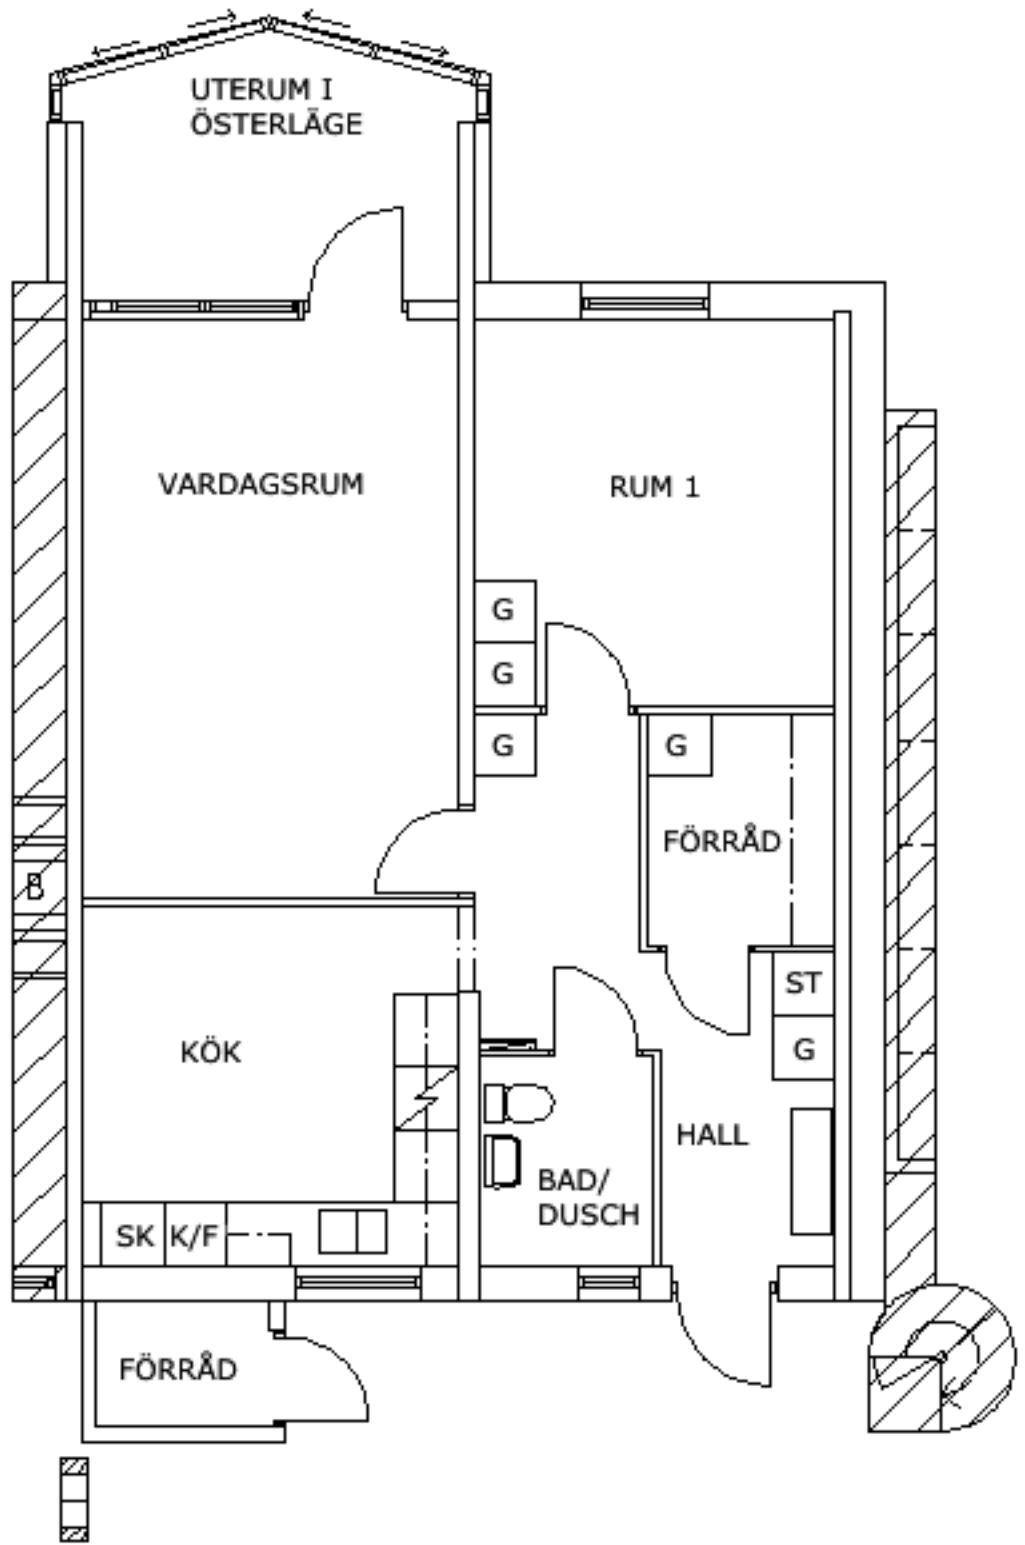 UTERUM I
ÖSTERLÄGE
VARDAGSRUM
RUM 1
G
G
G
G
FÖRRÅD
B
ST
KÖK
G
HALL
BAD/
DUSCH
SK
K/F
FÖRRÅD